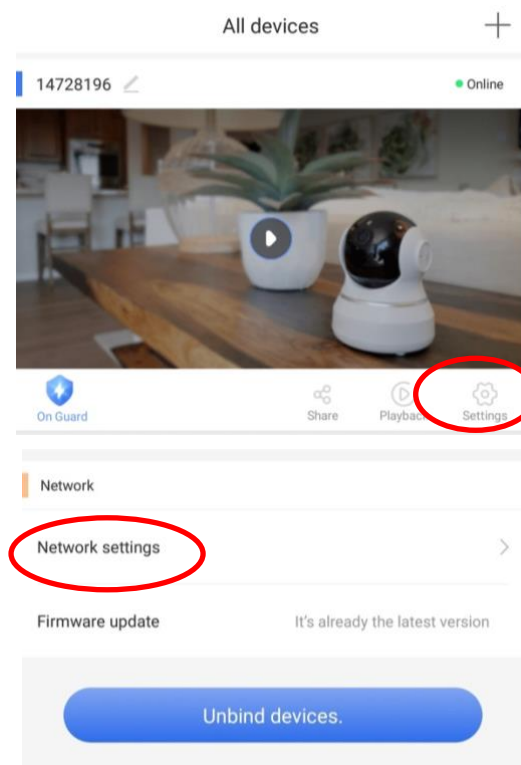 All devices
14728196
Online
On Guard
Share
Playback
Settings
Network
Network settings
Firmware update
It's already the latest version
Unbind devices.